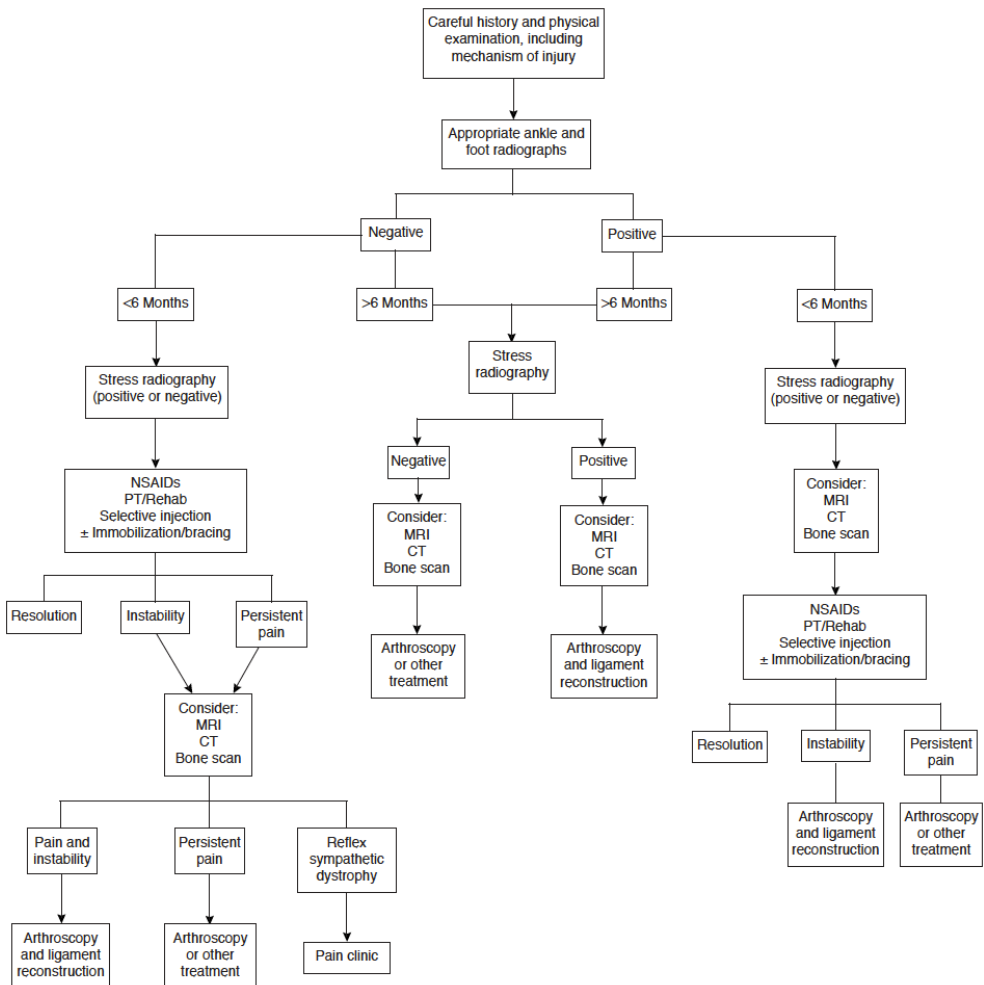 Careful history and physical
examination, including
mechanism of injury
Appropriate ankle and
foot radiographs
Negative
Positive
<6 Months
>6 Months
>6 Months
<6 Months
Stress
radiography
Stress radiography
(positive or negative)
Stress radiography
(positive or negative)
Negative
Positive
NSAIDs
PT/Rehab
Selective injection
± Immobilization/bracing
Consider:
MRI
CT
Bone scan
Consider:
MRI
CT
Bone scan
Consider:
MRI
CT
Bone scan
Resolution
Instability
Persistent
pain
Arthroscopy
or other
treatment
Arthroscopy
and ligament
reconstruction
NSAIDs
PT/Rehab
Selective injection
± Immobilization/bracing
Consider:
MRI
CT
Bone scan
Resolution
Instability
Persistent
pain
Pain and
instability
Persistent
pain
Reflex
sympathetic
dystrophy
Arthroscopy
and ligament
reconstruction
Arthroscopy
or other
treatment
Arthroscopy
and ligament
reconstruction
Arthroscopy
or other
treatment
Pain clinic